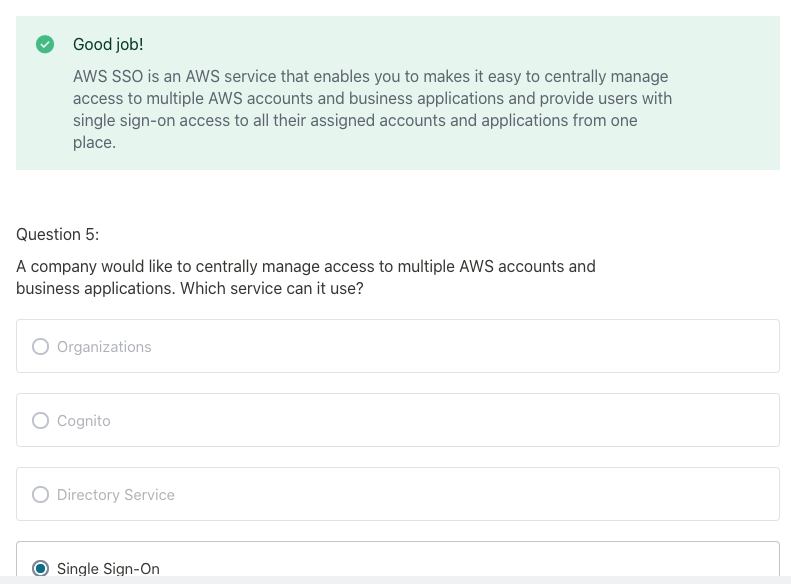 Good job!
AWS SSO is an AWS service that enables you to makes it easy to centrally manage
access to multiple AWS accounts and business applications and provide users with
single sign-on access to all their assigned accounts and applications from one
place.
Question 5:
A company would like to centrally manage access to multiple AWS accounts and
business applications. Which service can it use?
Organizations
Cognito
Directory Service
Single Sign-On